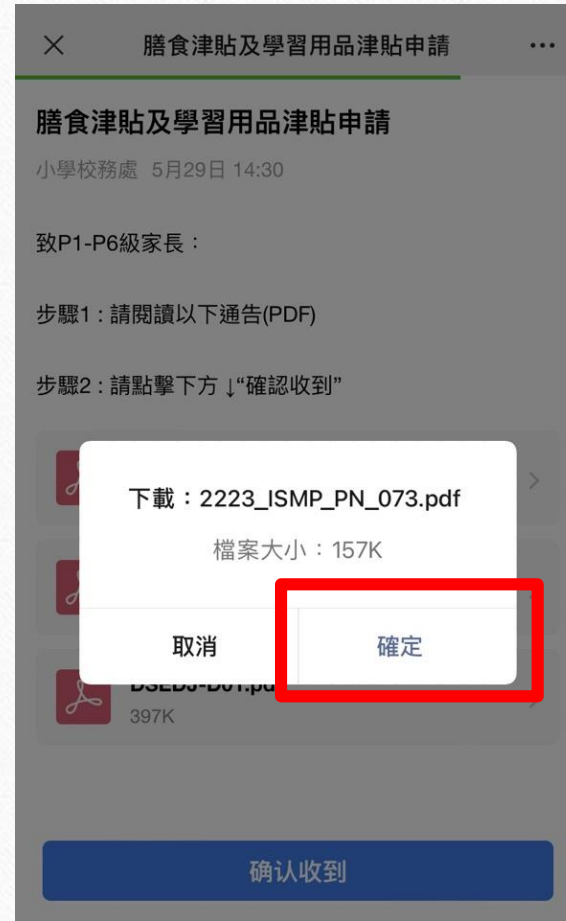 膳食津貼及學習用品津貼申請
膳食津貼及學習用品津貼申請
小學校務處 5月29日 14:30
致P1-P6級家長：
步驟1 : 請閱讀以下通告(PDF)
步驟2 : 請點擊下方 ↓“確認收到”
下載：2223_ISMP_PN_073.pdf
檔案大小：157K
取消
確定
DSEDJ-D01.pd
397K
确认收到